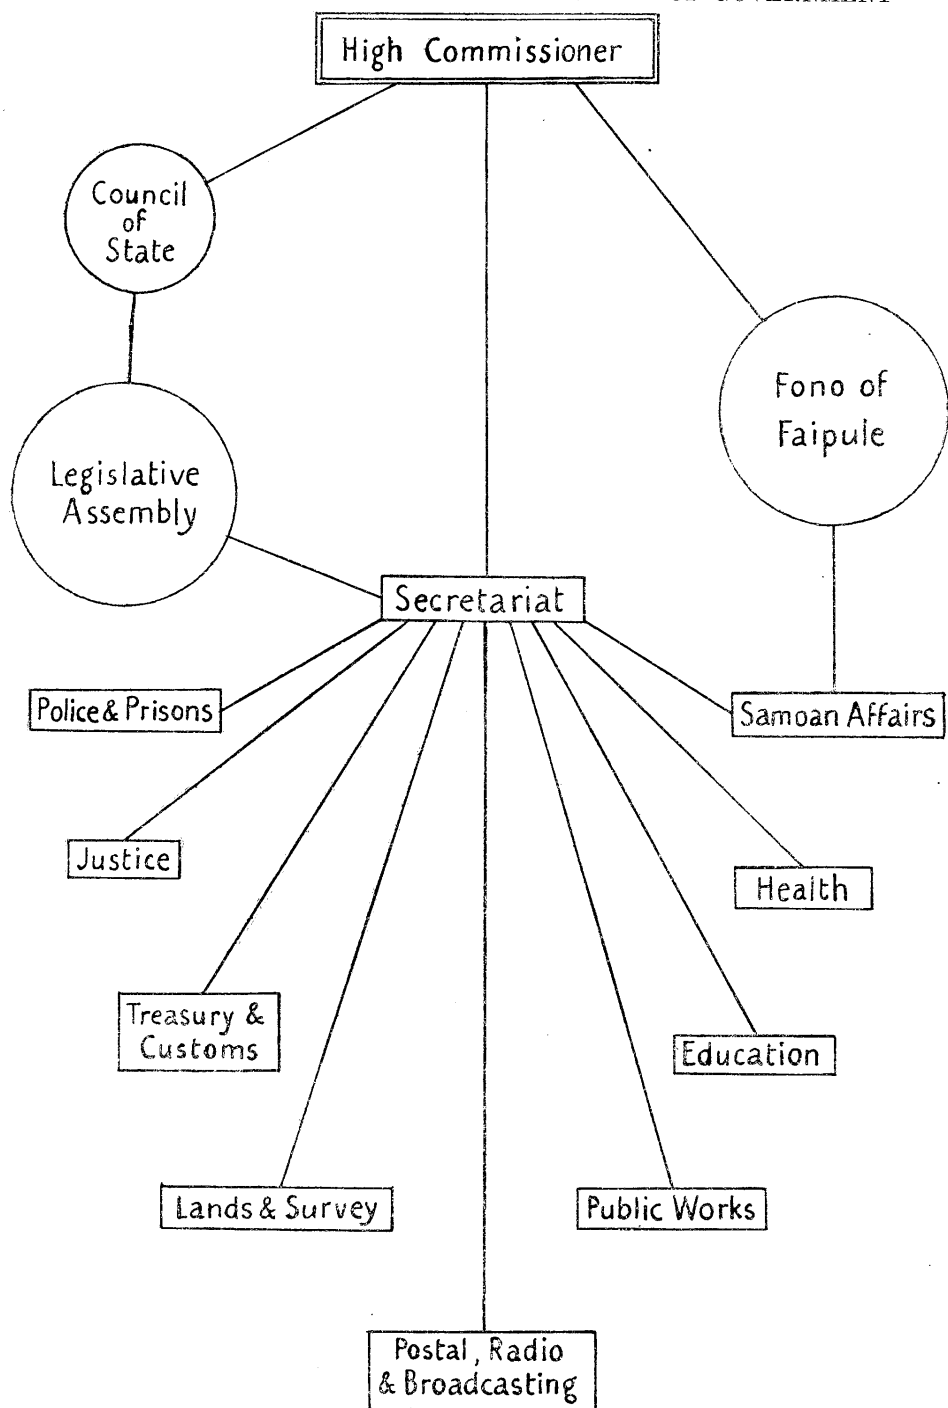 GOVERNMENT
High Commissioner
Council
of
State
Fono of
Faipule
Legislative
Assembly
Secretariat
Police & Prisons
Samoan Affairs
Justice
Health
Treasury &
Customs
Education
Lands & Survey
Public Works
Postal, Radio
& Broadcasting